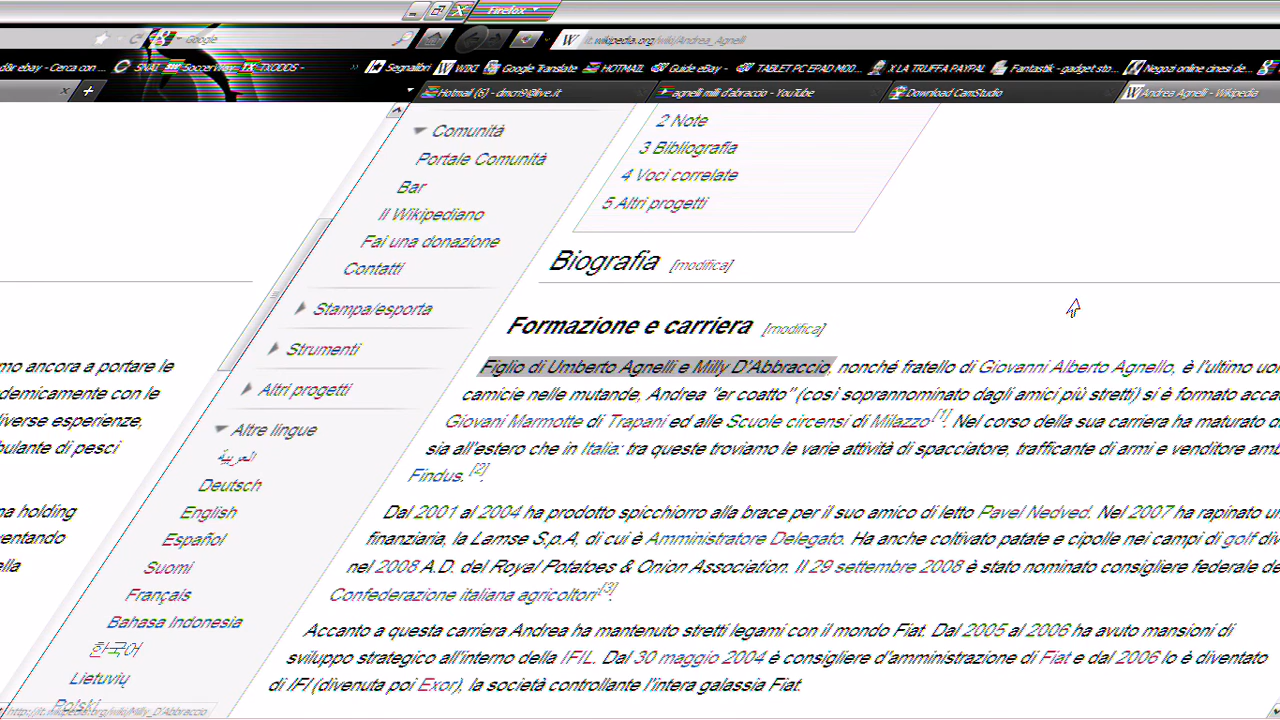 Firefox
Google
it.wikipedia.org/wiki/Andrea_Agnelli
ebay - Cerca con ...
SNAI
Segnalibri
WIKI
Google Translate
HOTMAIL
Guide eBay -
TABLET PC EPAD M00...
X LA TRUFFA PAYPAL
Fantastik - gadget sto...
Negozi online cinesi de...
Hotmail (6) - dmcri9@live.it
agnelli milli d'abraccio - YouTube
Download CamStudio
Andrea Agnelli - Wikipedia
2 Note
3 Bibliografia
4 Voci correlate
5 Altri progetti
Comunità
Portale Comunità
Bar
Il Wikipediano
Fai una donazione
Contatti
Stampa/esporta
Strumenti
Altri progetti
Altre lingue
العربية
Deutsch
English
Español
Suomi
Français
Bahasa Indonesia
한국어
Lietuvių
Polski
http://it.wikipedia.org/wiki/Milly_D'Abbraccio
Biografia [modifica]
Formazione e carriera [modifica]
Figlio di Umberto Agnelli e Milly D'Abbraccio, nonché fratello di Giovanni Alberto Agnello, è l'ultimo
camicie nelle mutande, Andrea "er coatto" (così soprannominato dagli amici più stretti) si è formato
Giovani Marmotte di Trapani ed alle Scuole circensi di Milazzo[1]. Nel corso della sua carriera ha maturato
sia all'estero che in Italia: tra queste troviamo le varie attività di spacciatore, trafficante di armi e venditore
Findus. [2].
Dal 2001 al 2004 ha prodotto spicchiorro alla brace per il suo amico di letto Pavel Nedved. Nel 2007 ha rapinato
finanziaria, la Lamse S.p.A, di cui è Amministratore Delegato. Ha anche coltivato patate e cipolle nei campi di golf
nel 2008 A.D. del Royal Potatoes & Onion Association. Il 29 settembre 2008 è stato nominato consigliere federale
Confederazione italiana agricoltori[3].
Accanto a questa carriera Andrea ha mantenuto stretti legami con il mondo Fiat. Dal 2005 al 2006 ha avuto mansioni di
sviluppo strategico all'interno della IFIL. Dal 30 maggio 2004 è consigliere d'amministrazione di Fiat e dal 2006 lo è diventato
di IFI (divenuta poi Exor), la società controllante l'intera galassia Fiat.
mo ancora a portare le
demicamente con le
diverse esperienze,
bulante di pesci
na holding
entando
ella